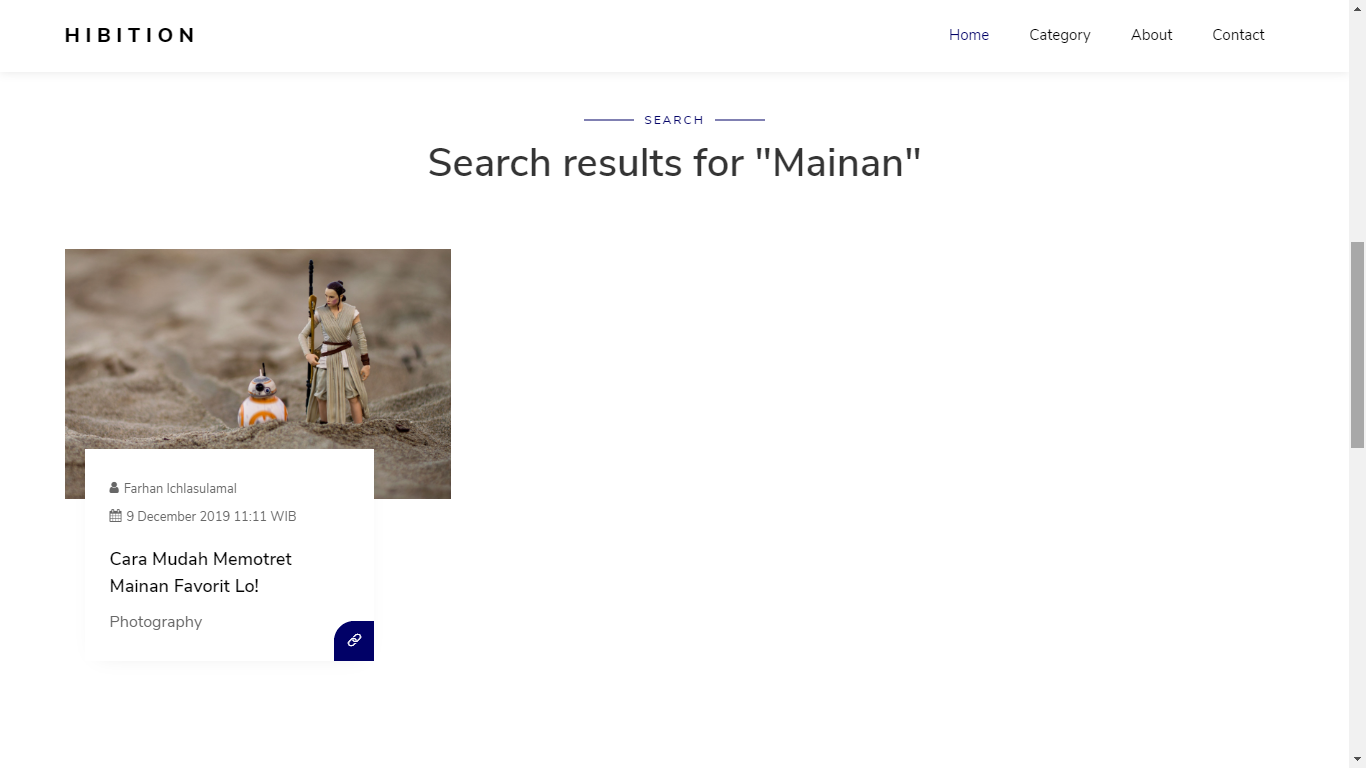 HIBITION
Home
Category
About
Contact
SEARCH
Search results for "Mainan"
Farhan Ichlasulamal
9 December 2019 11:11 WIB
Cara Mudah Memotret
Mainan Favorit Lo!
Photography